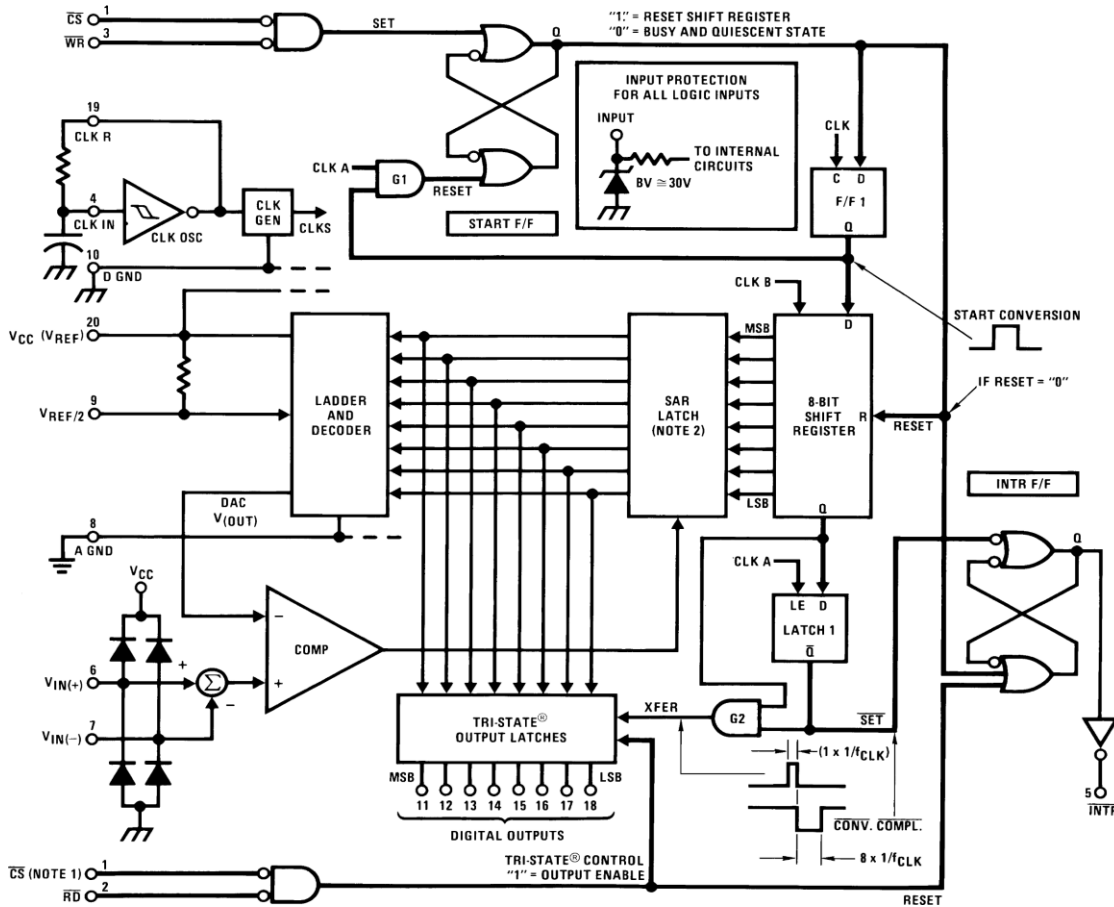 CS 1
WR 3
SET
Q
"1" = RESET SHIFT REGISTER
"0" = BUSY AND QUIESCENT STATE
INPUT PROTECTION
FOR ALL LOGIC INPUTS
INPUT
TO INTERNAL
CIRCUITS
BV ≅ 30V
19
CLK R
4
CLK IN
CLK OSC
CLK
GEN
CLKS
10
D GND
CLK A
G1
RESET
START F/F
CLK
C D
F/F 1
Q
CLK B
START CONVERSION
IF RESET = "0"
20
VCC (VREF)
9
VREF/2
LADDER
AND
DECODER
SAR
LATCH
(NOTE 2)
MSB
LSB
D
8-BIT
SHIFT
REGISTER
R
Q
RESET
INTR F/F
DAC
V(OUT)
8
A GND
VCC
6
VIN(+)
7
VIN(−)
+
Σ
−
−
COMP
+
CLK A
LE D
LATCH 1
Q
Q
XFER
G2
SET
TRI-STATE®
OUTPUT LATCHES
MSB
LSB
11 12 13 14 15 16 17 18
DIGITAL OUTPUTS
(1 x 1/fCLK)
CONV. COMPL.
8 x 1/fCLK
5
INTR
CS (NOTE 1) 1
RD 2
TRI-STATE® CONTROL
"1" = OUTPUT ENABLE
RESET